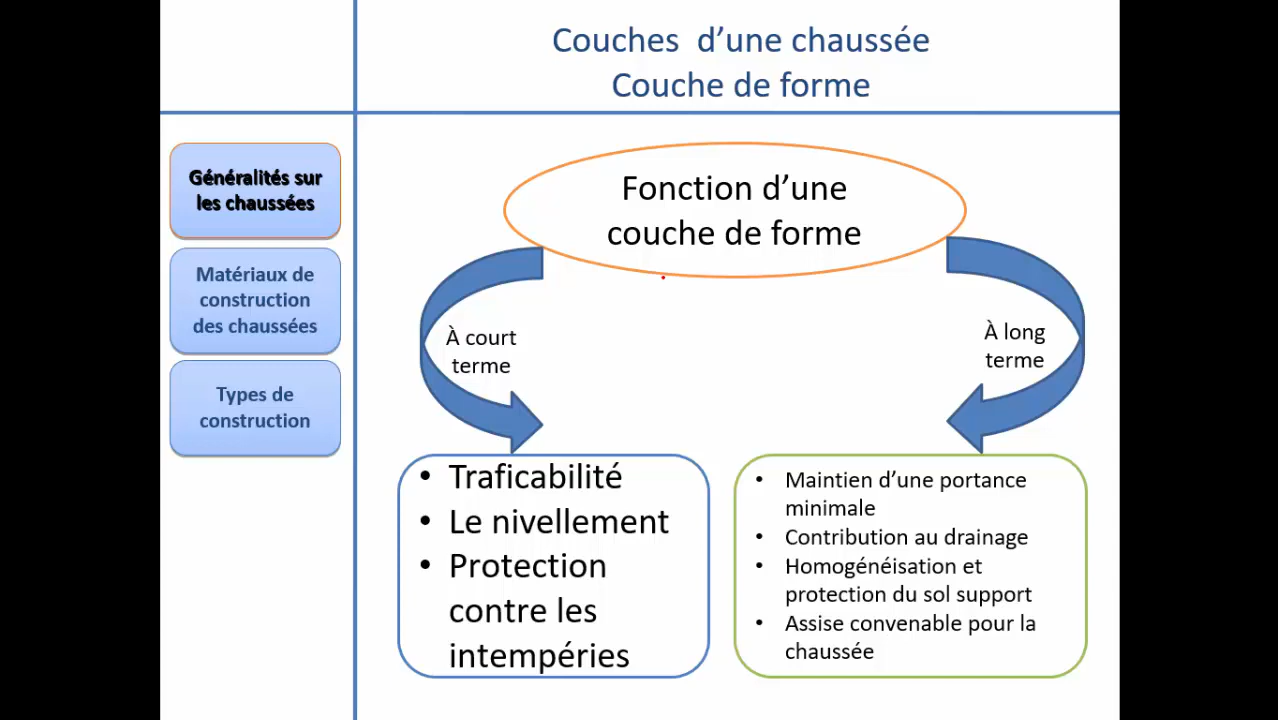 Couches d’une chaussée
Couche de forme
Généralités sur
les chaussées
Matériaux de
construction
des chaussées
Types de
construction
Fonction d’une
couche de forme
À court
terme
À long
terme
• Traficabilité
• Le nivellement
• Protection
contre les
intempéries
• Maintien d’une portance
minimale
• Contribution au drainage
• Homogénéisation et
protection du sol support
• Assise convenable pour la
chaussée